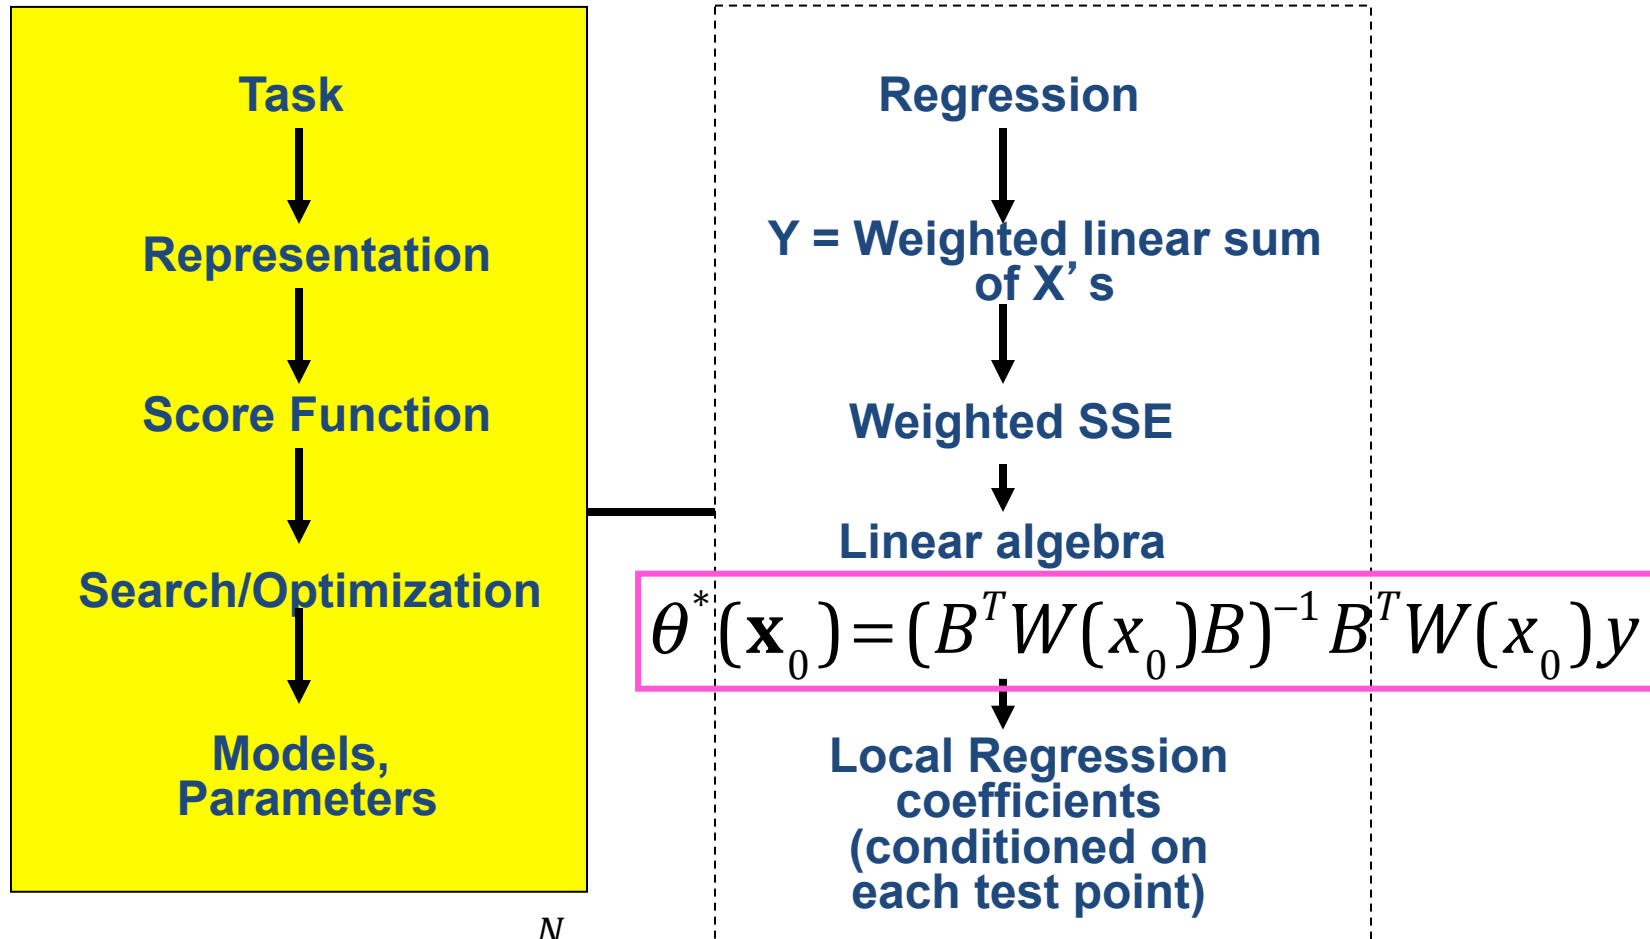 Task
Representation
Score Function
Search/Optimization
Models,
Parameters
Regression
Y = Weighted linear sum
of X’ s
Weighted SSE
Linear algebra
θ*(𝐱₀) = (BᵀW(x₀)B)⁻¹BᵀW(x₀)y
Local Regression
coefficients
(conditioned on
each test point)
N